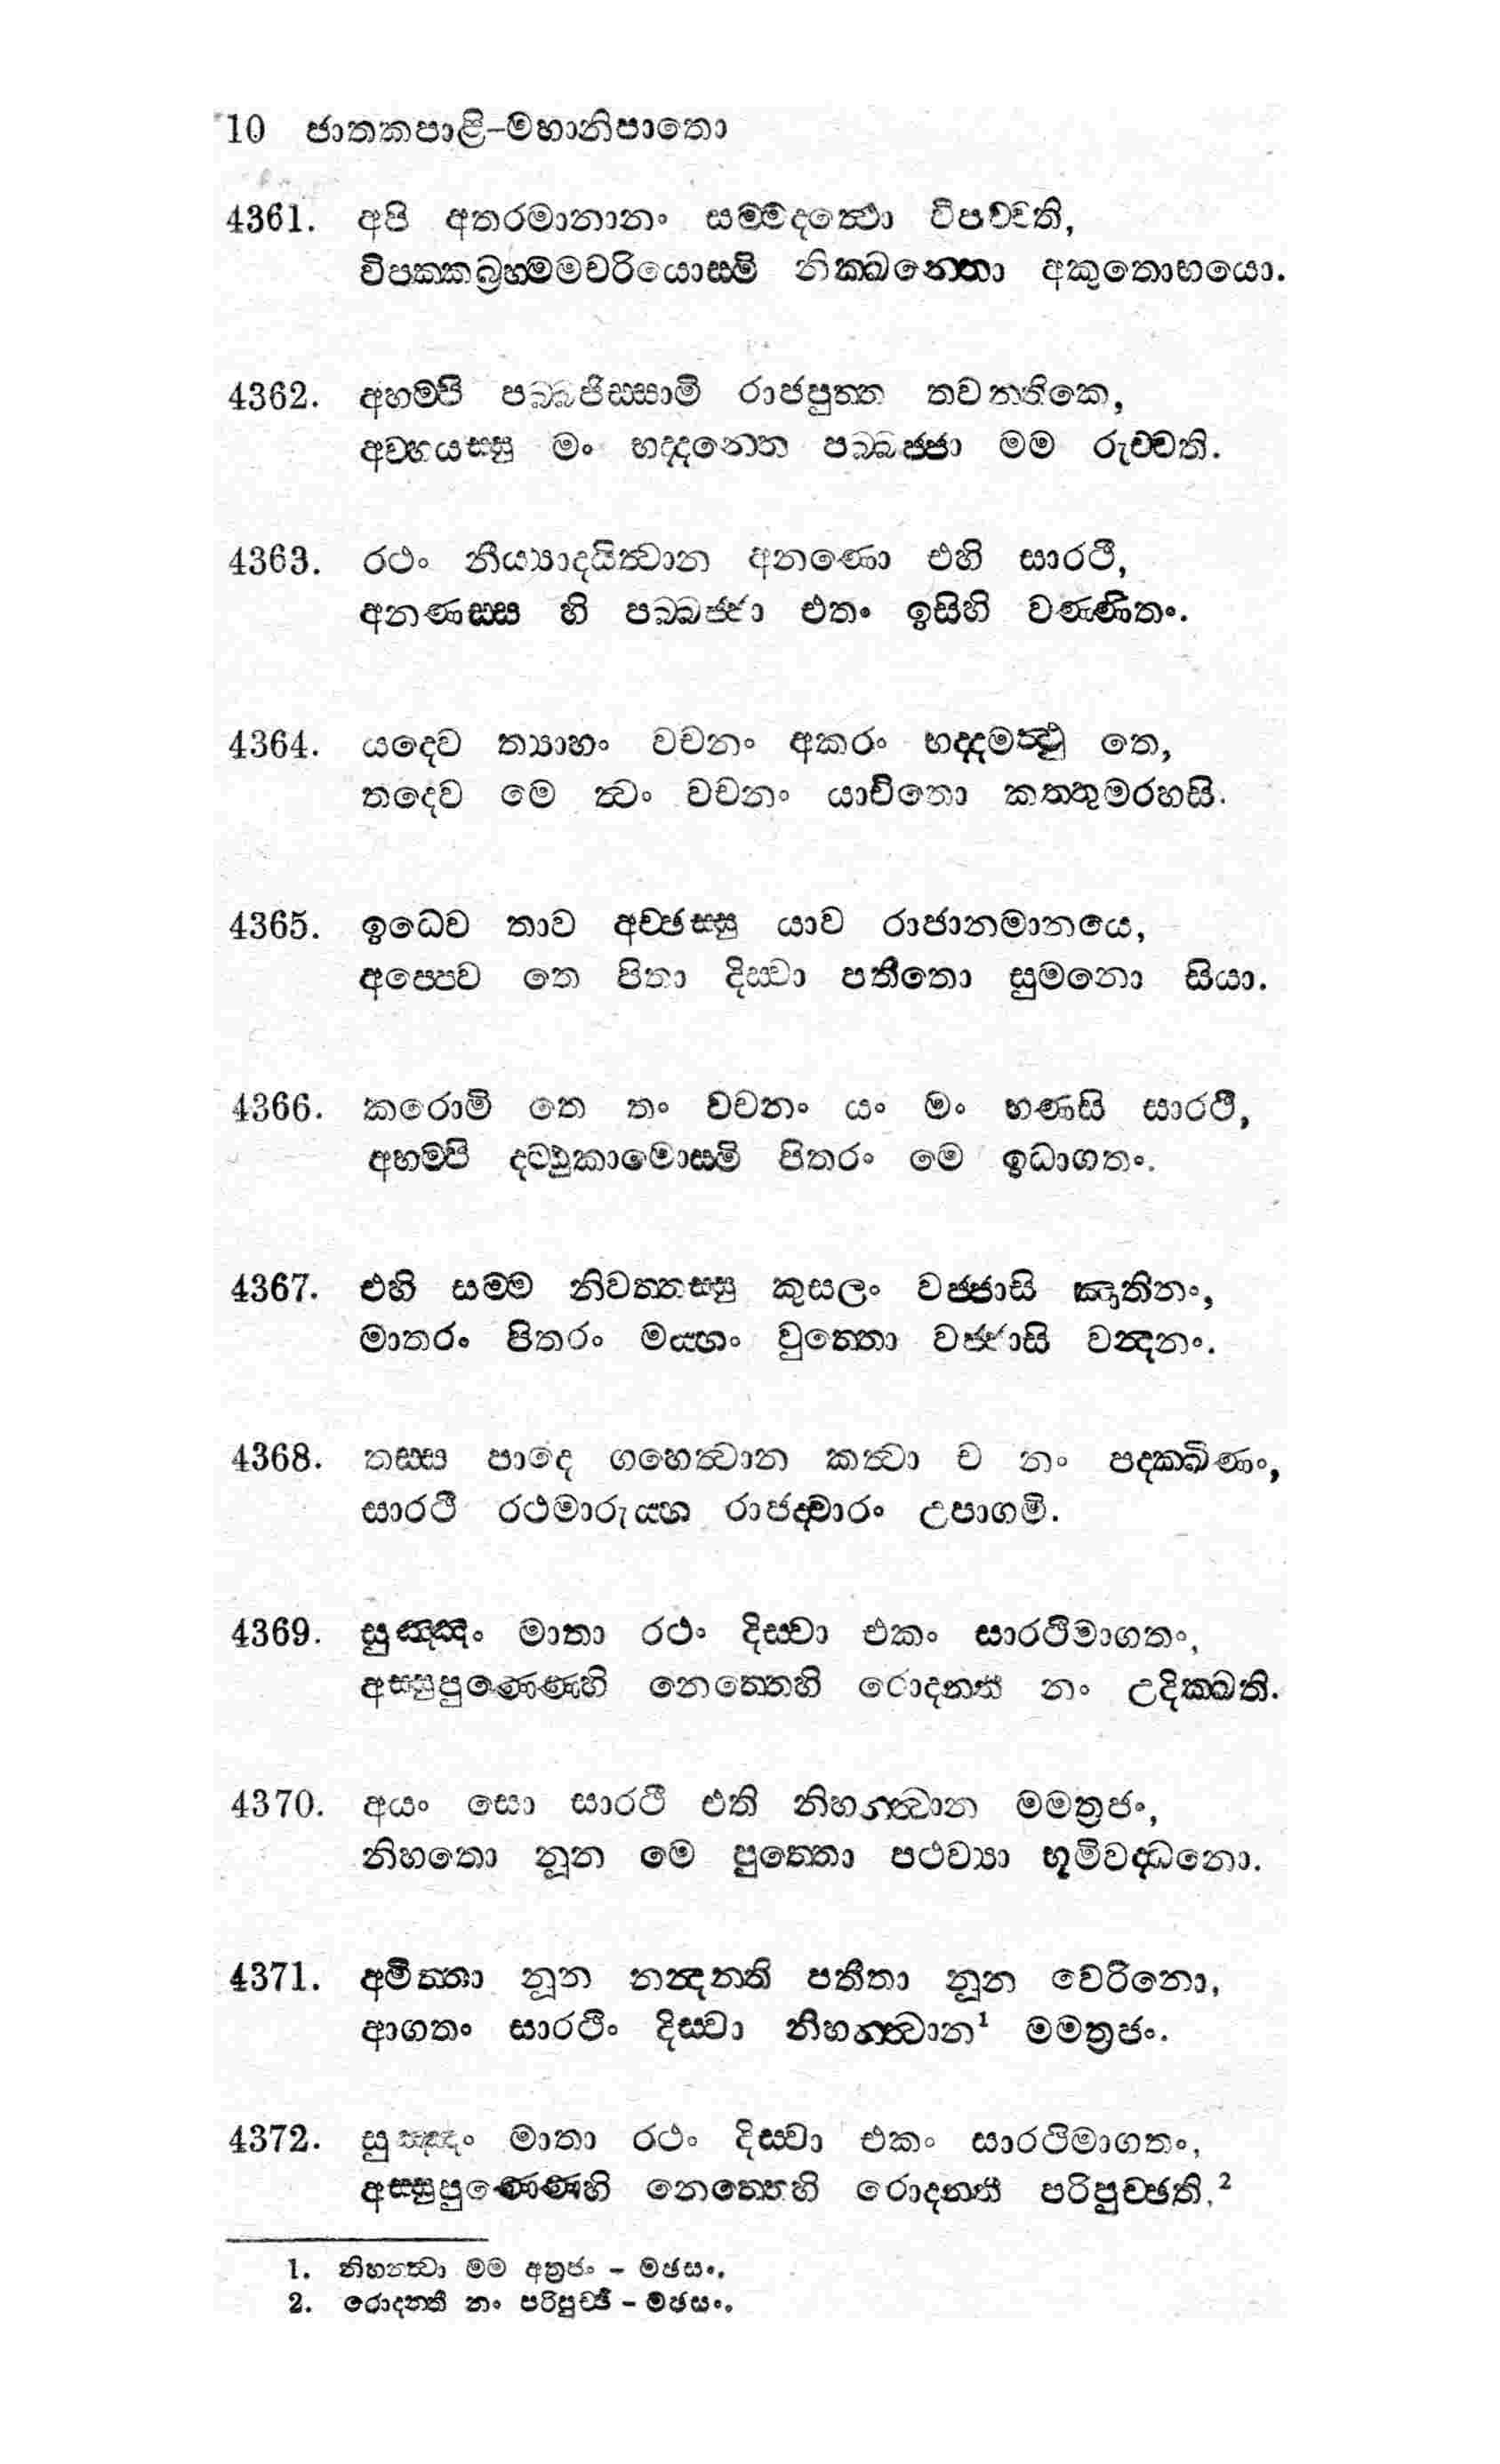 10 ජාතකපාළි-මහානිපාතො
4361. අපි අතරමානානං සම්මදත්ථො විපච්චති,
විපක්කබ්‍රහ්මචරියොස්මි නික්ඛන්තො අකුතොභයො.
4362. අහම්පි පබ්බජිස්සාමි රාජපුත්ත තවන්තිකෙ,
අව්හයස්සු මං භද්දන්තෙ පබ්බජ්ජා මම රුච්චති.
4363. රථං නීය්‍යාදයිත්වාන අනණො එහි සාරථී,
අනණස්ස හි පබ්බජ්ජා එතං ඉසිහි වණ්ණිතං.
4364. යදෙව ත්‍යාහං වචනං අකරං භද්දමත්ථු තෙ,
තදෙව මෙ ත්වං වචනං යාචිතො කත්තුමරහසි.
4365. ඉධෙව තාව අච්ඡස්සු යාව රාජානමානයෙ,
අප්පෙව තෙ පිතා දිස්වා පතීතො සුමනො සියා.
4366. කරොමි තෙ තං වචනං යං මං භණසි සාරථී,
අහම්පි දට්ඨුකාමොස්මි පිතරං මෙ ඉධාගතං.
4367. එහි සම්ම නිවත්තස්සු කුසලං වජ්ජාසි ඤාතිනං,
මාතරං පිතරං මය්හං වුත්තො වජ්ජාසි වන්දනං.
4368. තස්ස පාදෙ ගහෙත්වාන කත්වා ච නං පදක්ඛිණං,
සාරථී රථමාරුය්හ රාජද්වාරං උපාගමි.
4369. සුඤ්ඤං මාතා රථං දිස්වා එකං සාරථිමාගතං,
අස්සුපුණ්ණෙහි නෙත්තෙහි රොදන්තී නං උදික්ඛති.
4370. අයං සො සාරථී එති නිහන්ත්වාන මමත්‍රජං,
නිහතො නූන මෙ පුත්තො පථව්‍යා භූමිවද්ධනො.
4371. අමිත්තා නූන නන්දන්ති පතීතා නූන වෙරිනො,
ආගතං සාරථිං දිස්වා නිහන්ත්වාන¹ මමත්‍රජං.
4372. සුඤ්ඤං මාතා රථං දිස්වා එකං සාරථිමාගතං,
අස්සුපුණ්ණෙහි නෙත්තෙහි රොදන්තී පරිපුච්ඡති.²
1. නිහන්ත්වා මම අත්‍රජං - මඡසං.
2. රොදන්තී නං පරිපුච්ඡී - මඡසං.